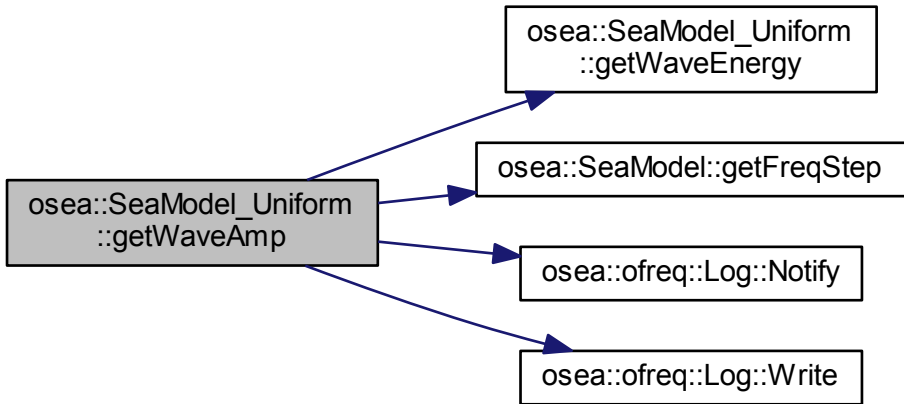 osea::SeaModel_Uniform
::getWaveEnergy
osea::SeaModel::getFreqStep
osea::SeaModel_Uniform
::getWaveAmp
osea::ofreq::Log::Notify
osea::ofreq::Log::Write